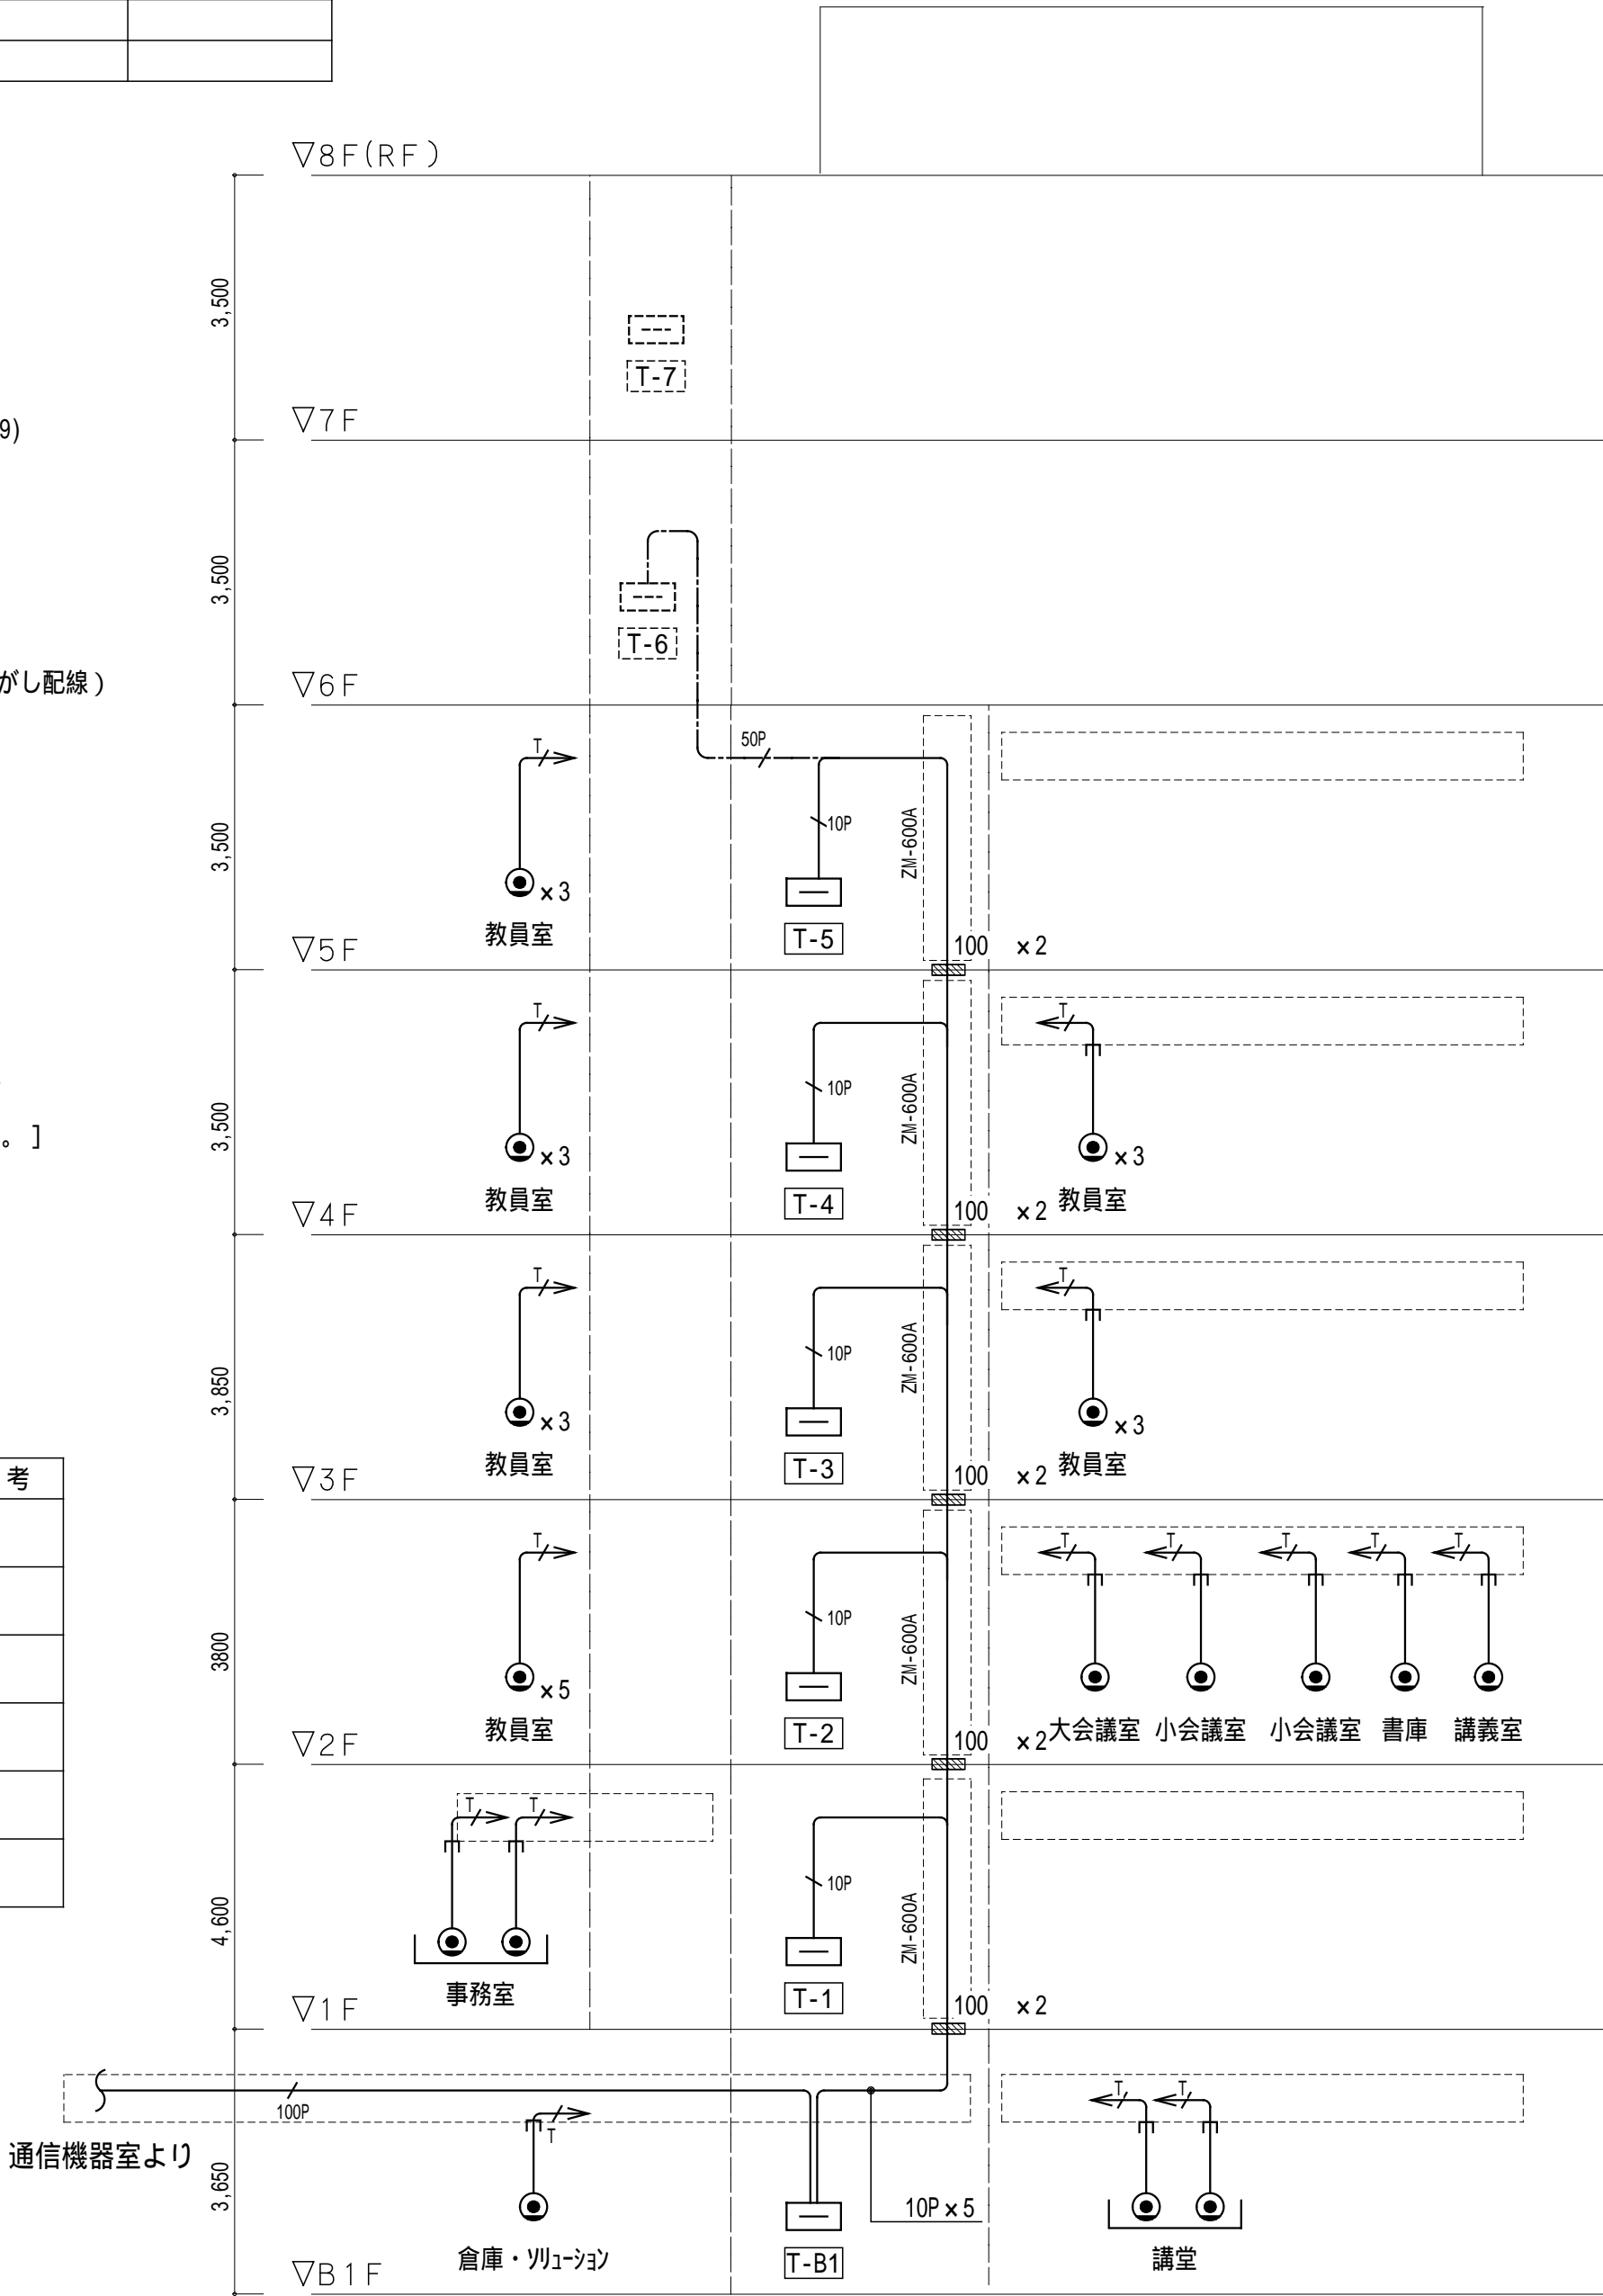 ▽8F(RF)
3,500
T-7
9)
▽7F
3,500
T-6
がし配線)
▽6F
T
50P
3,500
10P
ZM-600A
×3
教員室
T-5
100 ×2
▽5F
T
T
3,500
10P
ZM-600A
。]
×3
×3
教員室
T-4
100 ×2
教員室
▽4F
T
T
3,850
10P
ZM-600A
×3
×3
考
教員室
T-3
100 ×2
教員室
▽3F
T
T T T T T
3800
10P
ZM-600A
×5
教員室
T-2
100 ×2
大会議室 小会議室 小会議室 書庫 講義室
▽2F
T T
4,600
10P
ZM-600A
事務室
T-1
100 ×2
▽1F
100P
T
T T
通信機器室より
3,650
10P×5
倉庫・ソリューション
T-B1
講堂
▽B1F